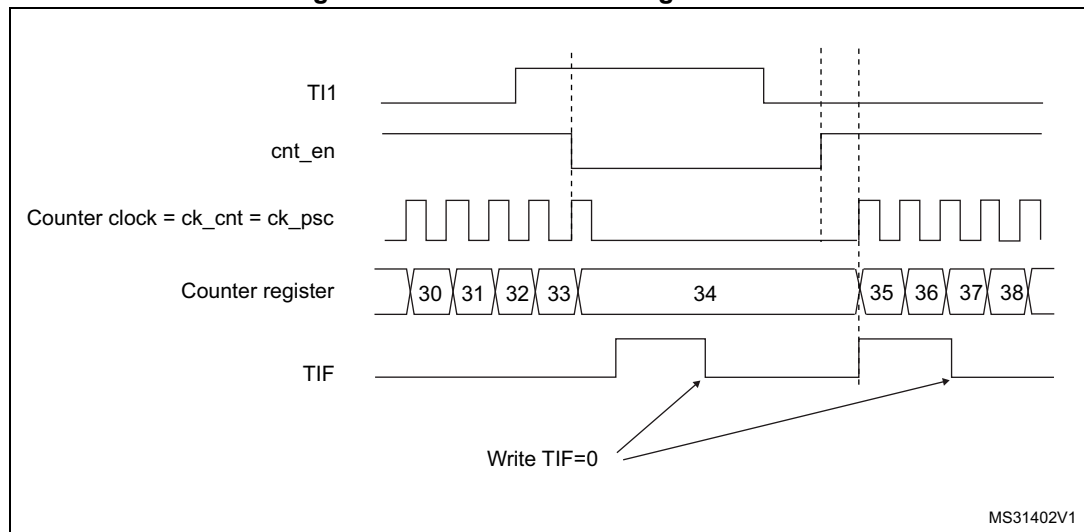 TI1
cnt_en
Counter clock = ck_cnt = ck_psc
Counter register
30 31 32 33 34 35 36 37 38
TIF
Write TIF=0
MS31402V1